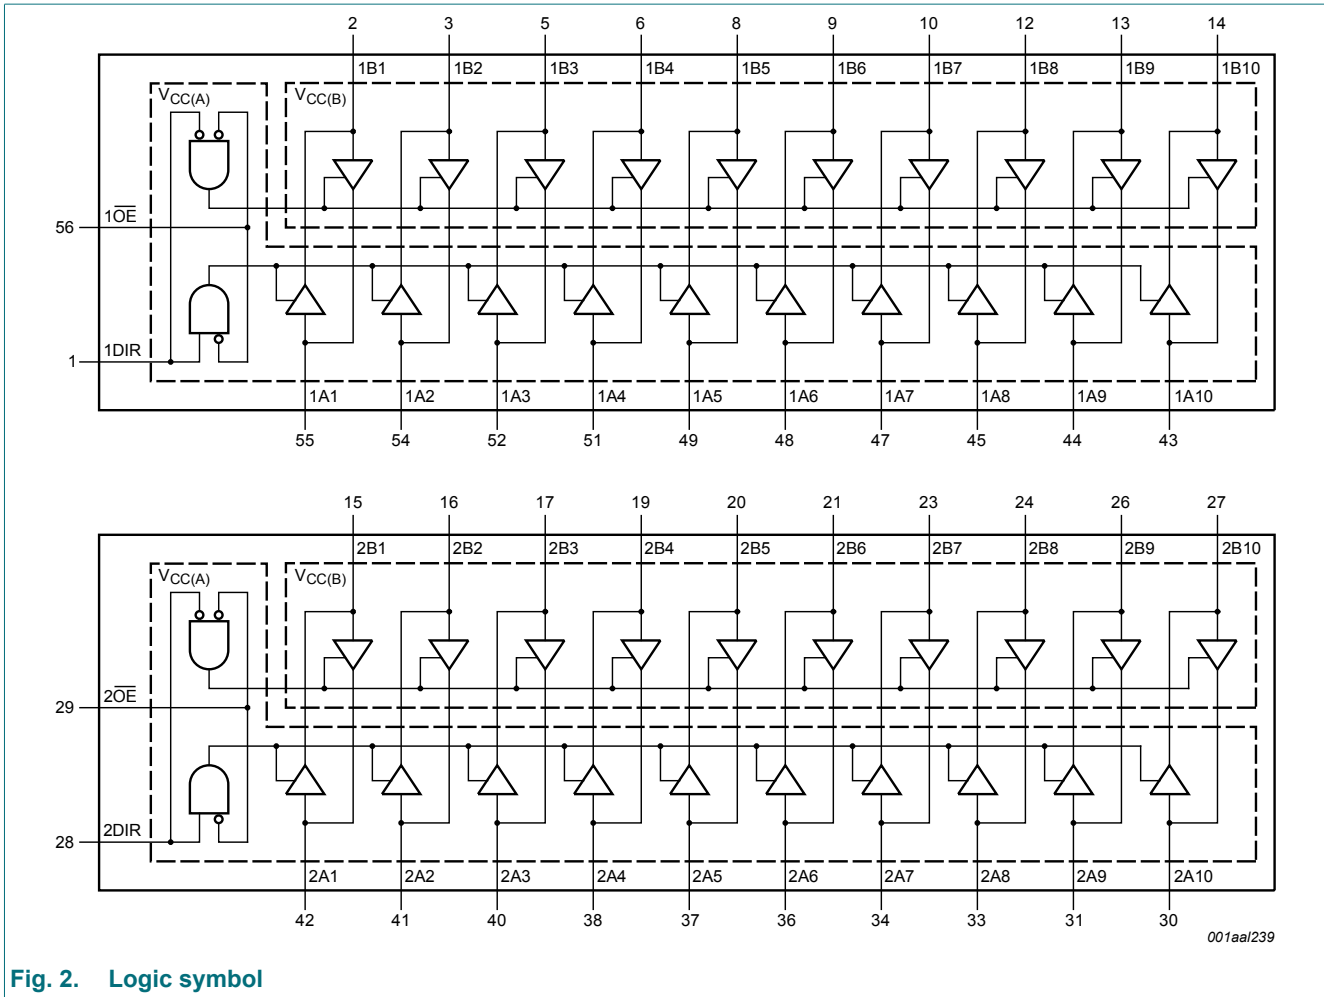 2 3 5 6 8 9 10 12 13 14
1B1 1B2 1B3 1B4 1B5 1B6 1B7 1B8 1B9 1B10
VCC(A) VCC(B)
56 1O̅E̅
1 1DIR
1A1 1A2 1A3 1A4 1A5 1A6 1A7 1A8 1A9 1A10
55 54 52 51 49 48 47 45 44 43
15 16 17 19 20 21 23 24 26 27
2B1 2B2 2B3 2B4 2B5 2B6 2B7 2B8 2B9 2B10
VCC(A) VCC(B)
29 2O̅E̅
28 2DIR
2A1 2A2 2A3 2A4 2A5 2A6 2A7 2A8 2A9 2A10
42 41 40 38 37 36 34 33 31 30
001aal239
Fig. 2. Logic symbol